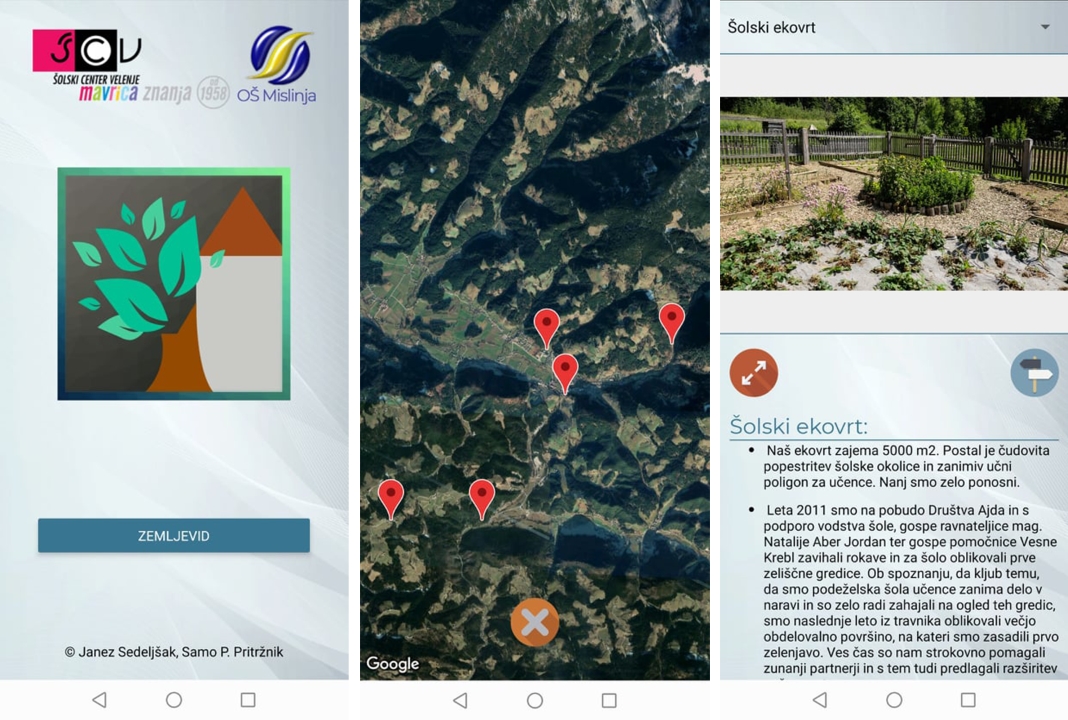 ŠCV
ŠOLSKI CENTER VELENJE
mavrica znanja
od
1958
OŠ Mislinja
ZEMLJEVID
© Janez Sedeljšak, Samo P. Pritržnik
Google
Šolski ekovrt
Šolski ekovrt:
Naš ekovrt zajema 5000 m2. Postal je čudovita
popestritev šolske okolice in zanimiv učni
poligon za učence. Nanj smo zelo ponosni.
Leta 2011 smo na pobudo Društva Ajda in s
podporo vodstva šole, gospe ravnateljice mag.
Natalije Aber Jordan ter gospe pomočnice Vesne
Krebl zavihali rokave in za šolo oblikovali prve
zeliščne gredice. Ob spoznanju, da kljub temu,
da smo podeželska šola učence zanima delo v
naravi in so zelo radi zahajali na ogled teh gredic,
smo naslednje leto iz travnika oblikovali večjo
obdelovalno površino, na kateri smo zasadili prvo
zelenjavo. Ves čas so nam strokovno pomagali
zunanji partnerji in s tem tudi predlagali razširitev